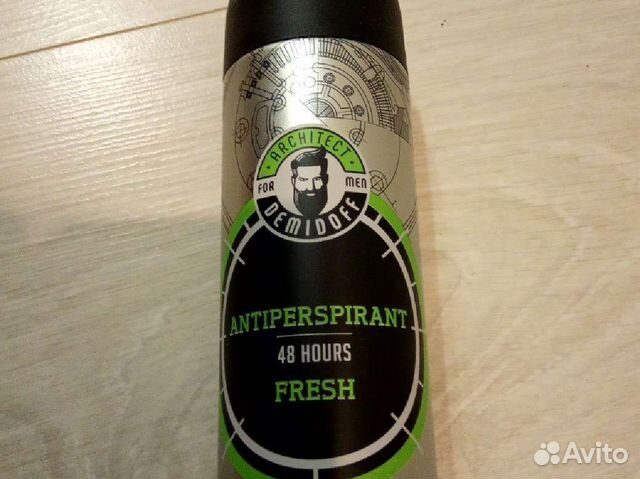 ARCHITECT
FOR MEN
DEMIDOFF
ANTIPERSPIRANT
48 HOURS
FRESH
Avito